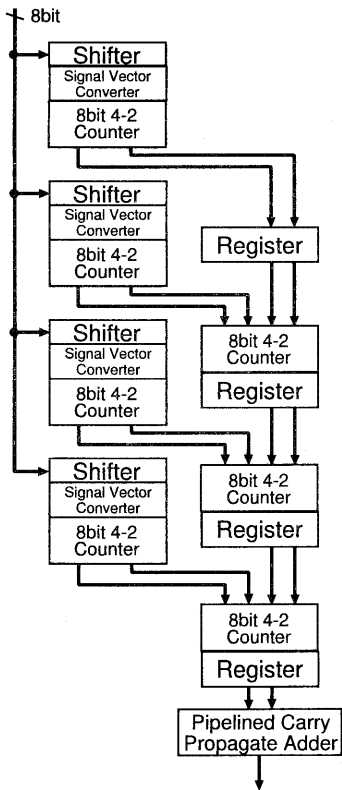 8bit
Shifter
Signal Vector
Converter
8bit 4-2
Counter
Shifter
Signal Vector
Converter
8bit 4-2
Counter
Register
8bit 4-2
Counter
Register
Shifter
Signal Vector
Converter
8bit 4-2
Counter
8bit 4-2
Counter
Register
Shifter
Signal Vector
Converter
8bit 4-2
Counter
8bit 4-2
Counter
Register
Pipelined Carry
Propagate Adder